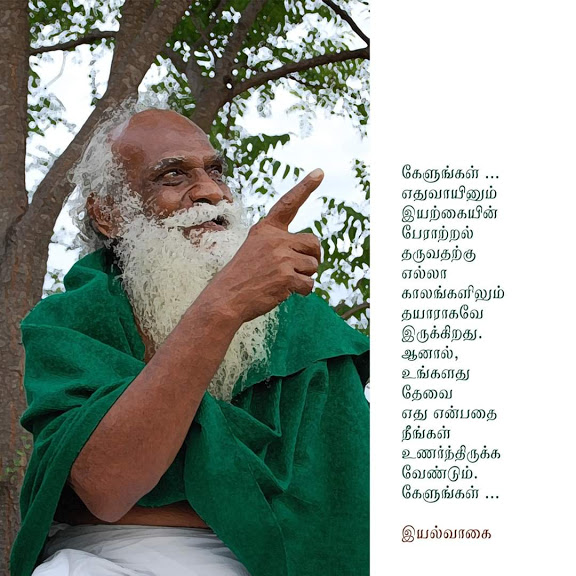 கேளுங்கள் ...
எதுவாயினும்
இயற்கையின்
பேராற்றல்
தருவதற்கு
எல்லா
காலங்களிலும்
தயாராகவே
இருக்கிறது.
ஆனால்,
உங்களது
தேவை
எது என்பதை
நீங்கள்
உணர்ந்திருக்க
வேண்டும்.
கேளுங்கள் ...
இயல்வாகை